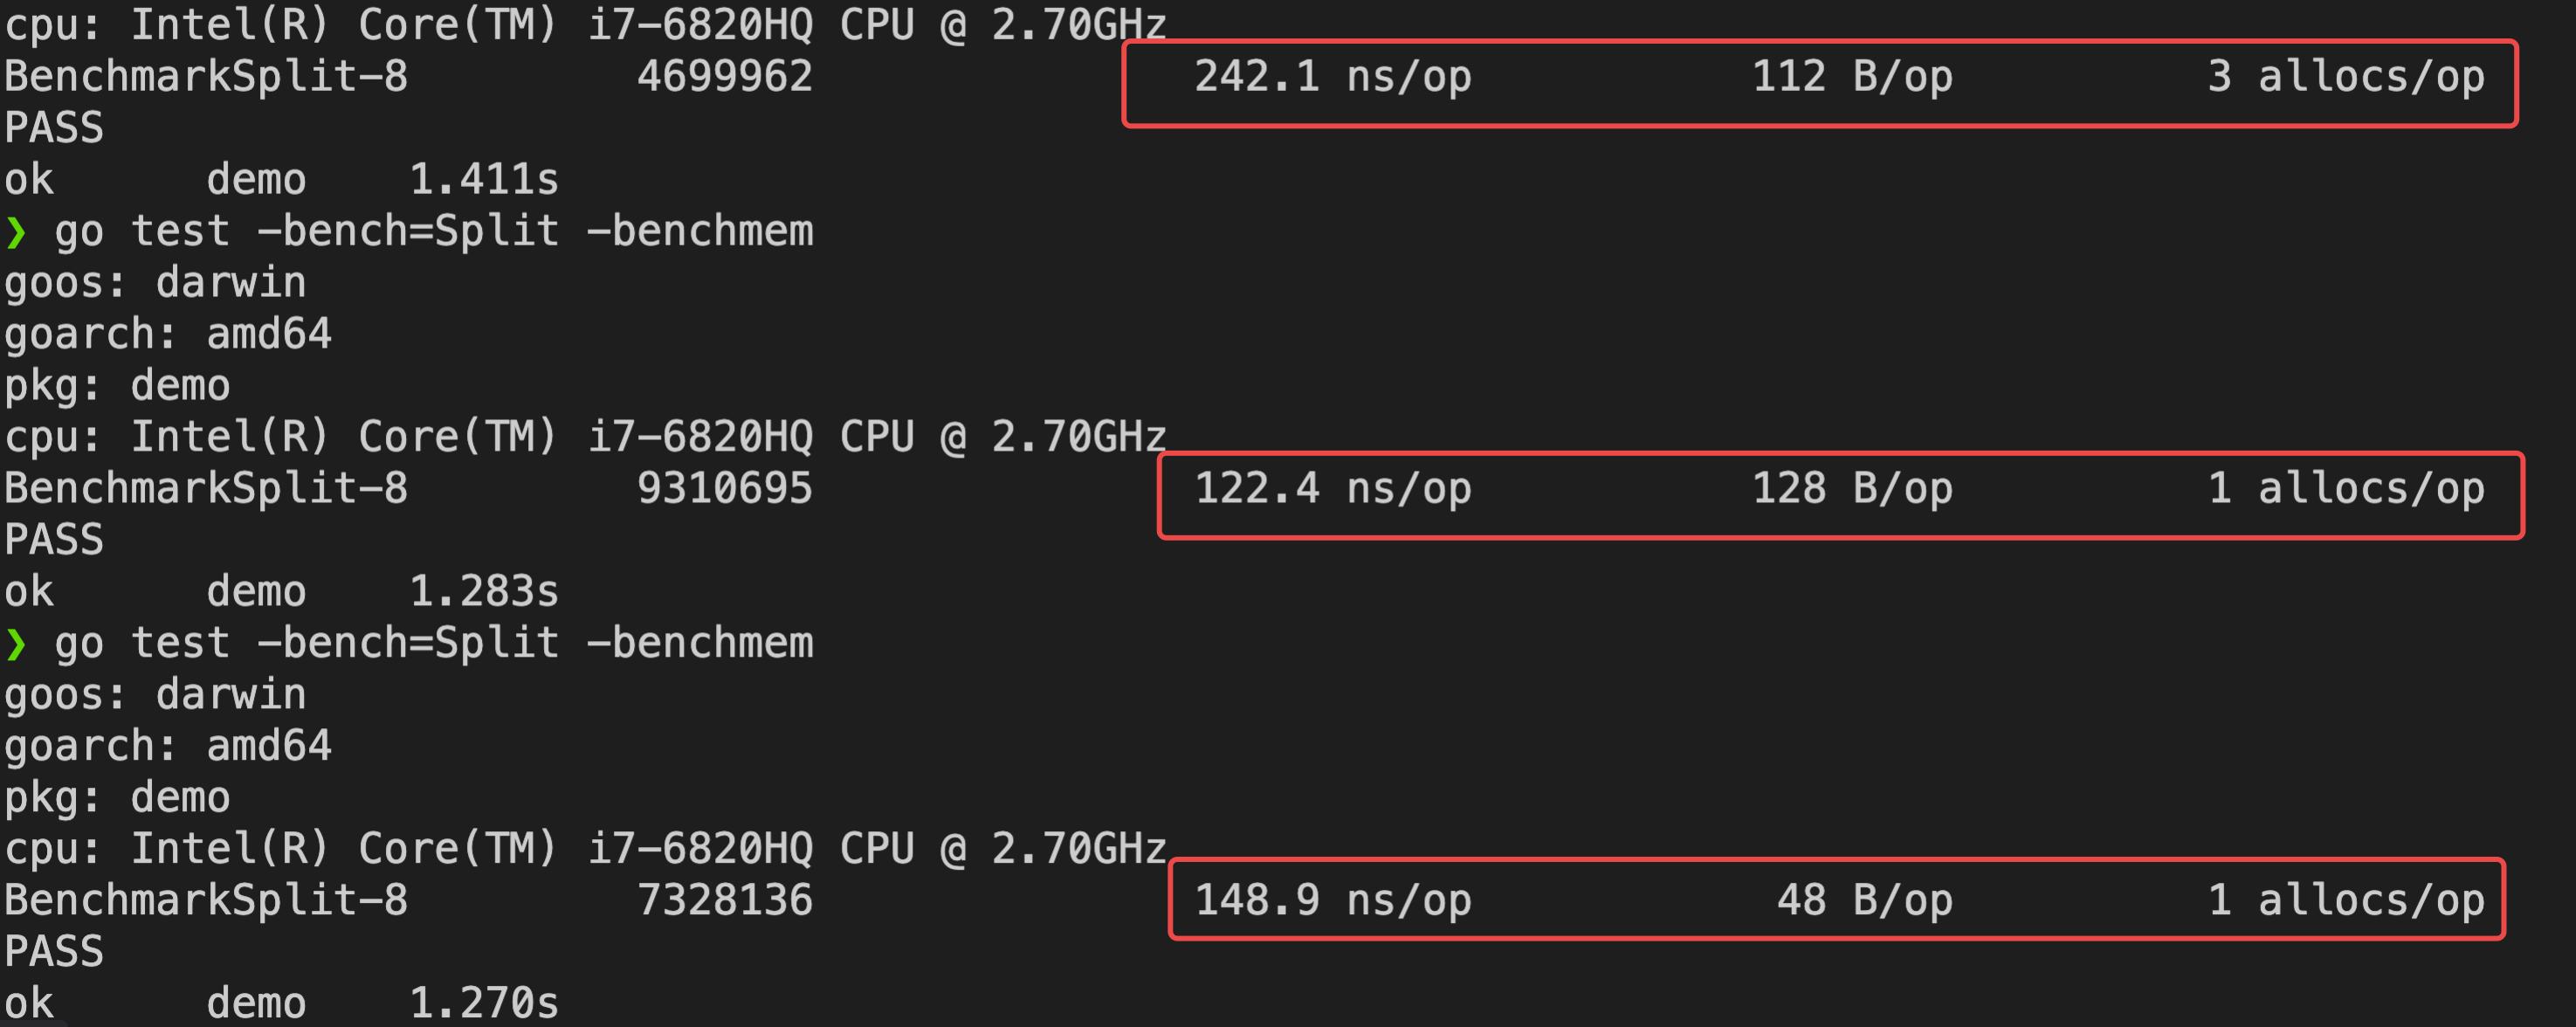 cpu: Intel(R) Core(TM) i7-6820HQ CPU @ 2.70GHz
BenchmarkSplit-8 4699962 242.1 ns/op 112 B/op 3 allocs/op
PASS
ok demo 1.411s
❯ go test -bench=Split -benchmem
goos: darwin
goarch: amd64
pkg: demo
cpu: Intel(R) Core(TM) i7-6820HQ CPU @ 2.70GHz
BenchmarkSplit-8 9310695 122.4 ns/op 128 B/op 1 allocs/op
PASS
ok demo 1.283s
❯ go test -bench=Split -benchmem
goos: darwin
goarch: amd64
pkg: demo
cpu: Intel(R) Core(TM) i7-6820HQ CPU @ 2.70GHz
BenchmarkSplit-8 7328136 148.9 ns/op 48 B/op 1 allocs/op
PASS
ok demo 1.270s